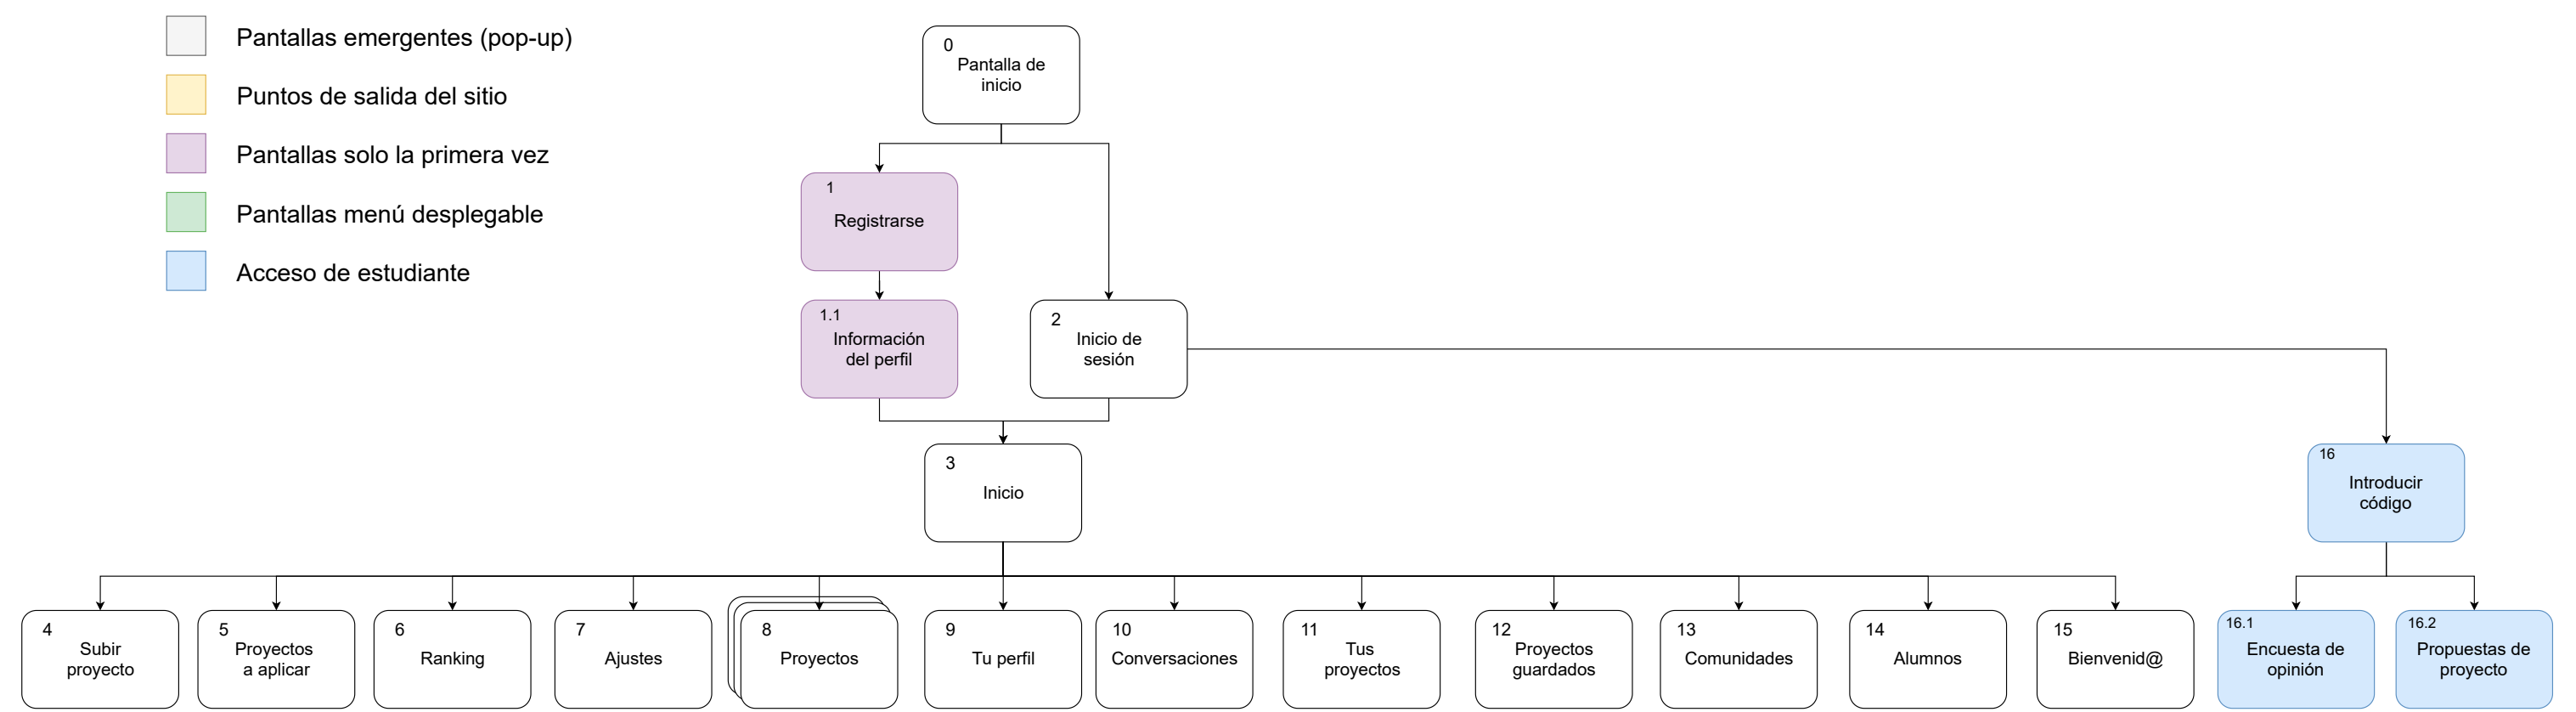 Pantallas emergentes (pop-up)
Puntos de salida del sitio
Pantallas solo la primera vez
Pantallas menú desplegable
Acceso de estudiante
0
Pantalla de
inicio
1
Registrarse
1.1
Información
del perfil
2
Inicio de
sesión
3
Inicio
16
Introducir
código
4
Subir
proyecto
5
Proyectos
a aplicar
6
Ranking
7
Ajustes
8
Proyectos
9
Tu perfil
10
Conversaciones
11
Tus
proyectos
12
Proyectos
guardados
13
Comunidades
14
Alumnos
15
Bienvenid@
16.1
Encuesta de
opinión
16.2
Propuestas de
proyecto